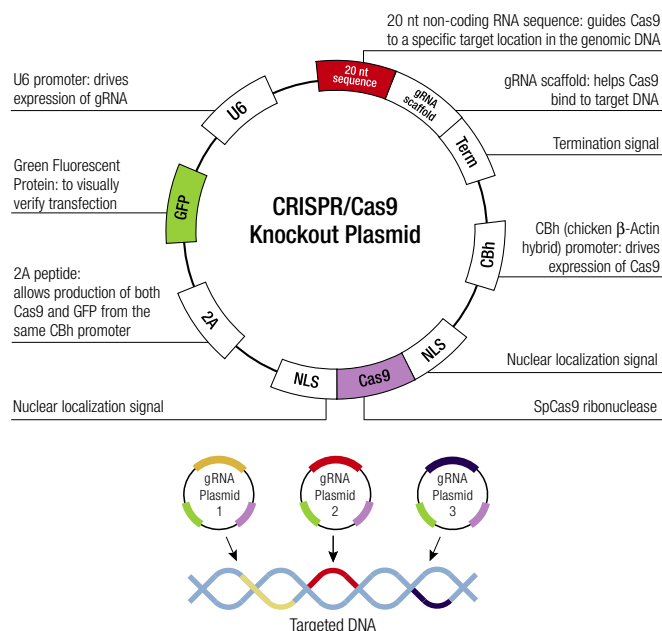 20 nt non-coding RNA sequence: guides Cas9
to a specific target location in the genomic DNA
U6 promoter: drives
expression of gRNA
20 nt
sequence
gRNA
scaffold
gRNA scaffold: helps Cas9
bind to target DNA
U6
Term
Termination signal
Green Fluorescent
Protein: to visually
verify transfection
GFP
CRISPR/Cas9
Knockout Plasmid
CBh
CBh (chicken β-Actin
hybrid) promoter: drives
expression of Cas9
2A peptide:
allows production of both
Cas9 and GFP from the
same CBh promoter
2A
NLS
Cas9
NLS
Nuclear localization signal
Nuclear localization signal
SpCas9 ribonuclease
gRNA
Plasmid
1
gRNA
Plasmid
2
gRNA
Plasmid
3
Targeted DNA